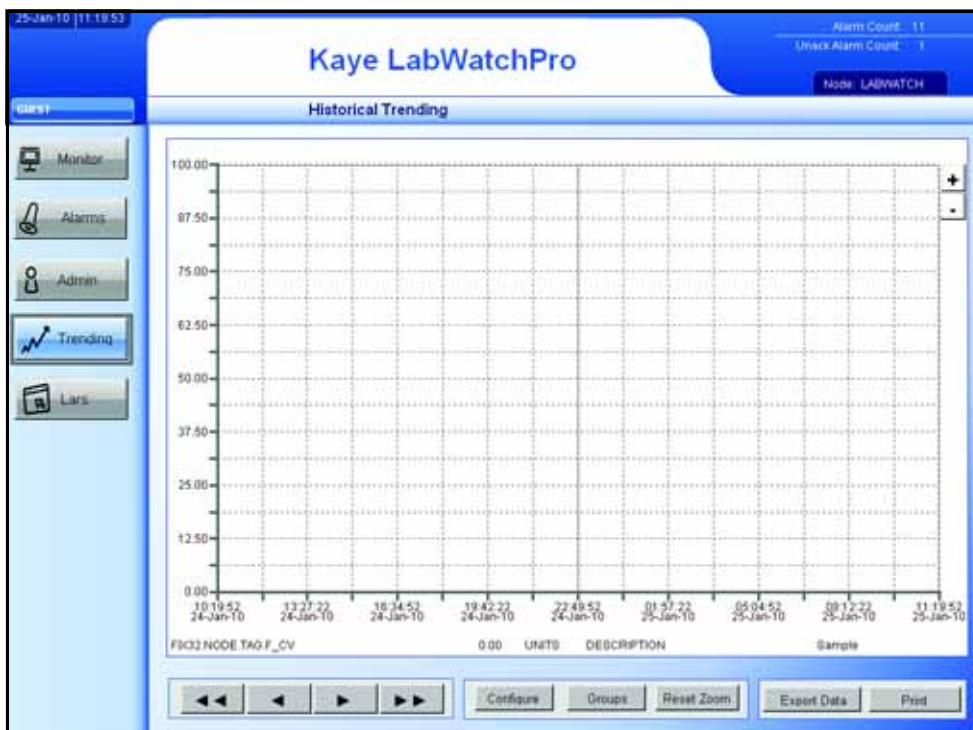 25-Jan-10 11:19:53
Alarm Count 11
Unack Alarm Count 1
Kaye LabWatchPro
Node: LABWATCH
GUEST
Historical Trending
Monitor
Alarms
Admin
Trending
Lars
100.00
87.50
75.00
62.50
50.00
37.50
25.00
12.50
0.00
+
-
10:19:52 13:27:22 16:34:52 19:42:22 22:49:52 01:57:22 05:04:52 08:12:22 11:19:52
24-Jan-10 24-Jan-10 24-Jan-10 24-Jan-10 24-Jan-10 25-Jan-10 25-Jan-10 25-Jan-10 25-Jan-10
FIX32.NODE.TAG.F_CV 0.00 UNITS DESCRIPTION Sample
Configure Groups Reset Zoom Export Data Print